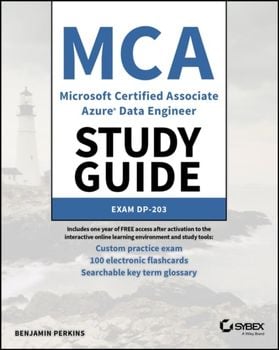 MCA
Microsoft Certified Associate
Azure® Data Engineer
STUDY
GUIDE
EXAM DP-203
Includes one year of FREE access after activation to the
interactive online learning environment and study tools:
Custom practice exam
100 electronic flashcards
Searchable key term glossary
BENJAMIN PERKINS
SYBEX
A Wiley Brand